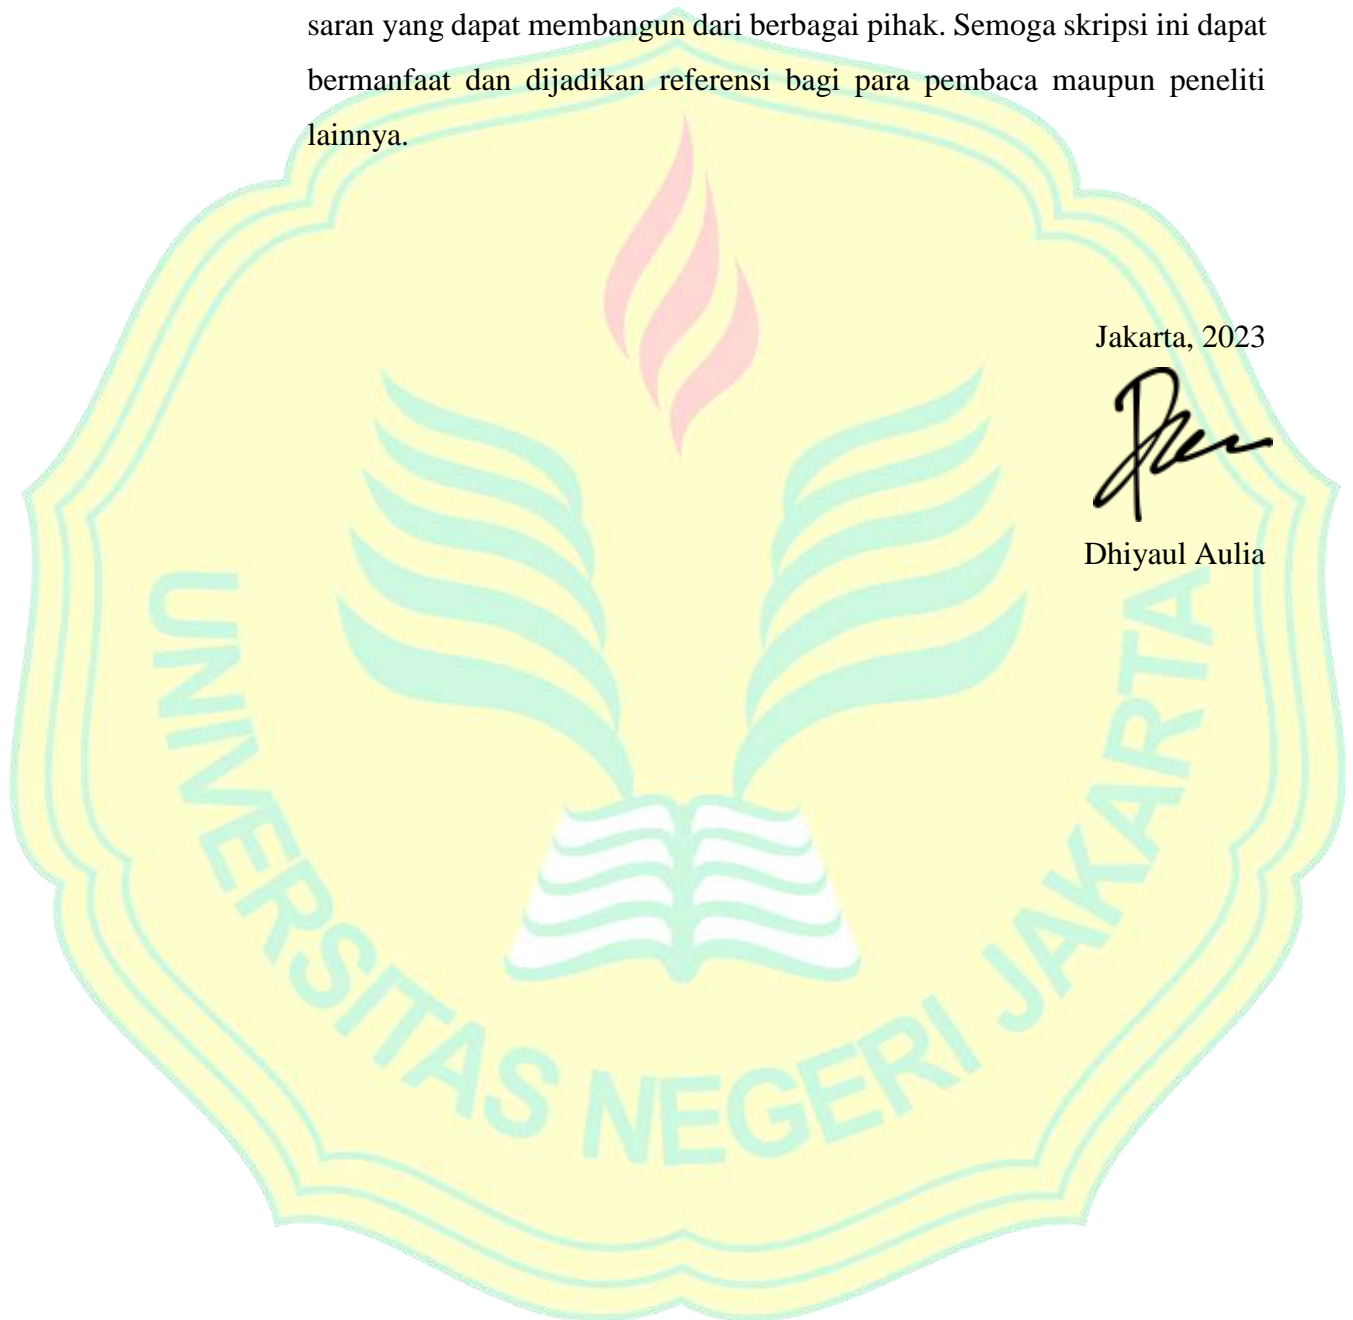 saran yang dapat membangun dari berbagai pihak. Semoga skripsi ini dapat
bermanfaat dan dijadikan referensi bagi para pembaca maupun peneliti
lainnya.
Jakarta, 2023
Dhiyaul Aulia
UNIVERSITAS NEGERI JAKARTA